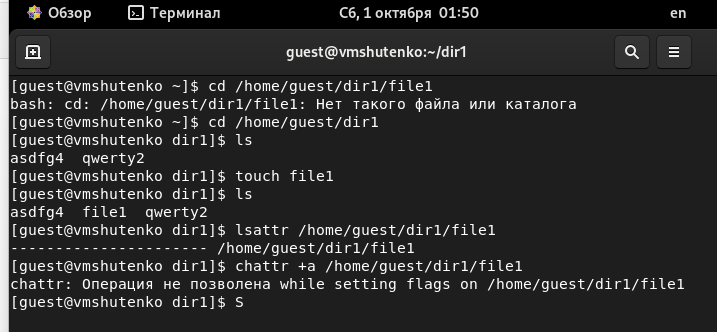 Обзор Терминал Сб, 1 октября 01:50 en
guest@vmshutenko:~/dir1
[guest@vmshutenko ~]$ cd /home/guest/dir1/file1
bash: cd: /home/guest/dir1/file1: Нет такого файла или каталога
[guest@vmshutenko ~]$ cd /home/guest/dir1
[guest@vmshutenko dir1]$ ls
asdfg4  qwerty2
[guest@vmshutenko dir1]$ touch file1
[guest@vmshutenko dir1]$ ls
asdfg4  file1  qwerty2
[guest@vmshutenko dir1]$ lsattr /home/guest/dir1/file1
---------------------- /home/guest/dir1/file1
[guest@vmshutenko dir1]$ chattr +a /home/guest/dir1/file1
chattr: Операция не позволена while setting flags on /home/guest/dir1/file1
[guest@vmshutenko dir1]$ S